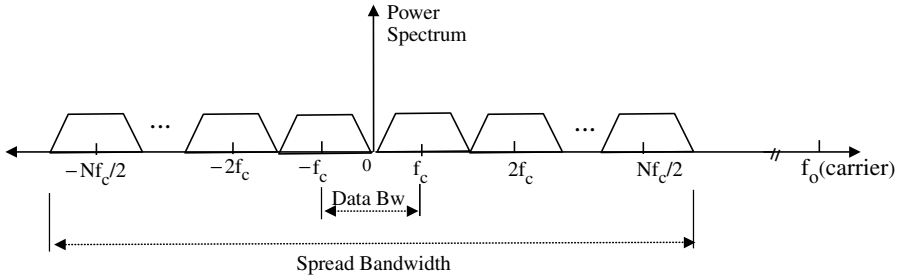 Power
Spectrum
... ...
−Nf_c/2 −2f_c −f_c 0 f_c 2f_c Nf_c/2 f_o(carrier)
Data Bw
Spread Bandwidth